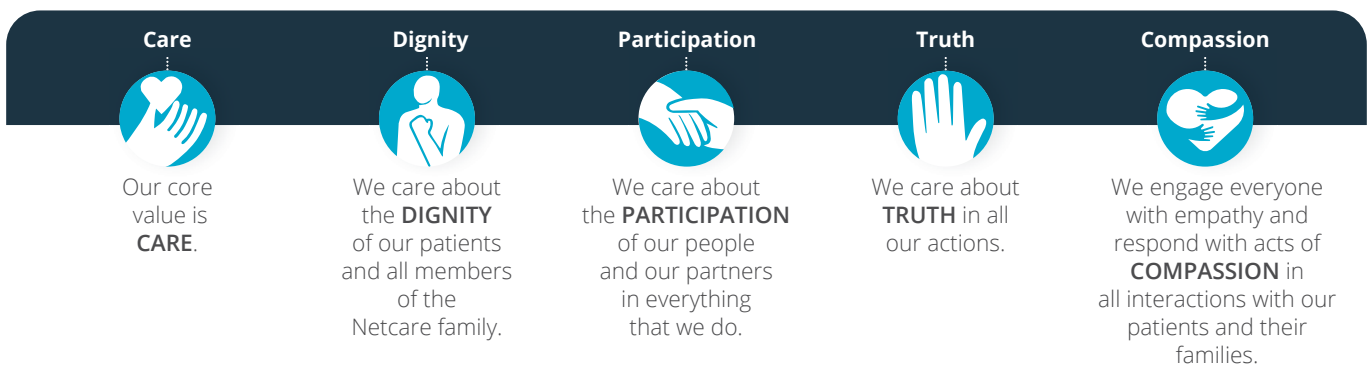 Care
Our core
value is
CARE.
Dignity
We care about
the DIGNITY
of our patients
and all members
of the
Netcare family.
Participation
We care about
the PARTICIPATION
of our people
and our partners
in everything
that we do.
Truth
We care about
TRUTH in all
our actions.
Compassion
We engage everyone
with empathy and
respond with acts of
COMPASSION in
all interactions with our
patients and their
families.